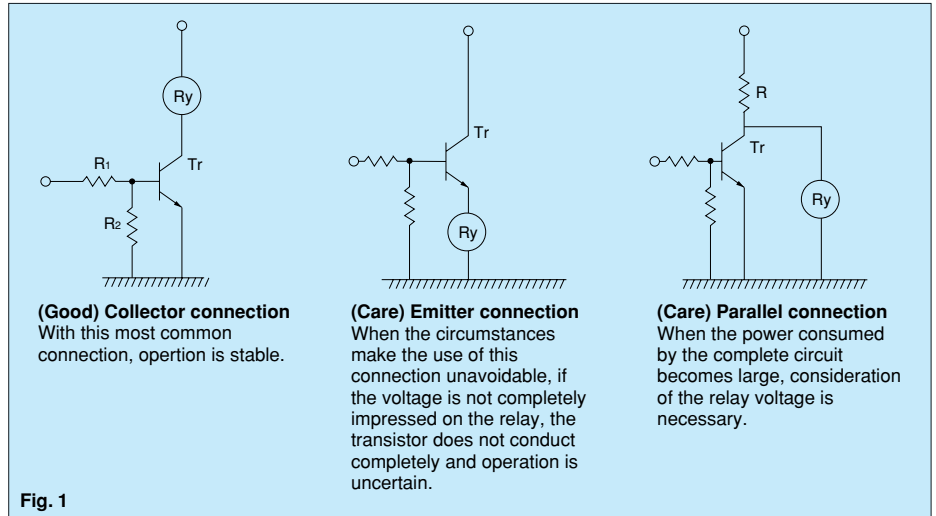 Ry
Tr
R1
R2
(Good) Collector connection
With this most common
connection, opertion is stable.
Tr
Ry
(Care) Emitter connection
When the circumstances
make the use of this
connection unavoidable, if
the voltage is not completely
impressed on the relay, the
transistor does not conduct
completely and operation is
uncertain.
R
Tr
Ry
(Care) Parallel connection
When the power consumed
by the complete circuit
becomes large, consideration
of the relay voltage is
necessary.
Fig. 1